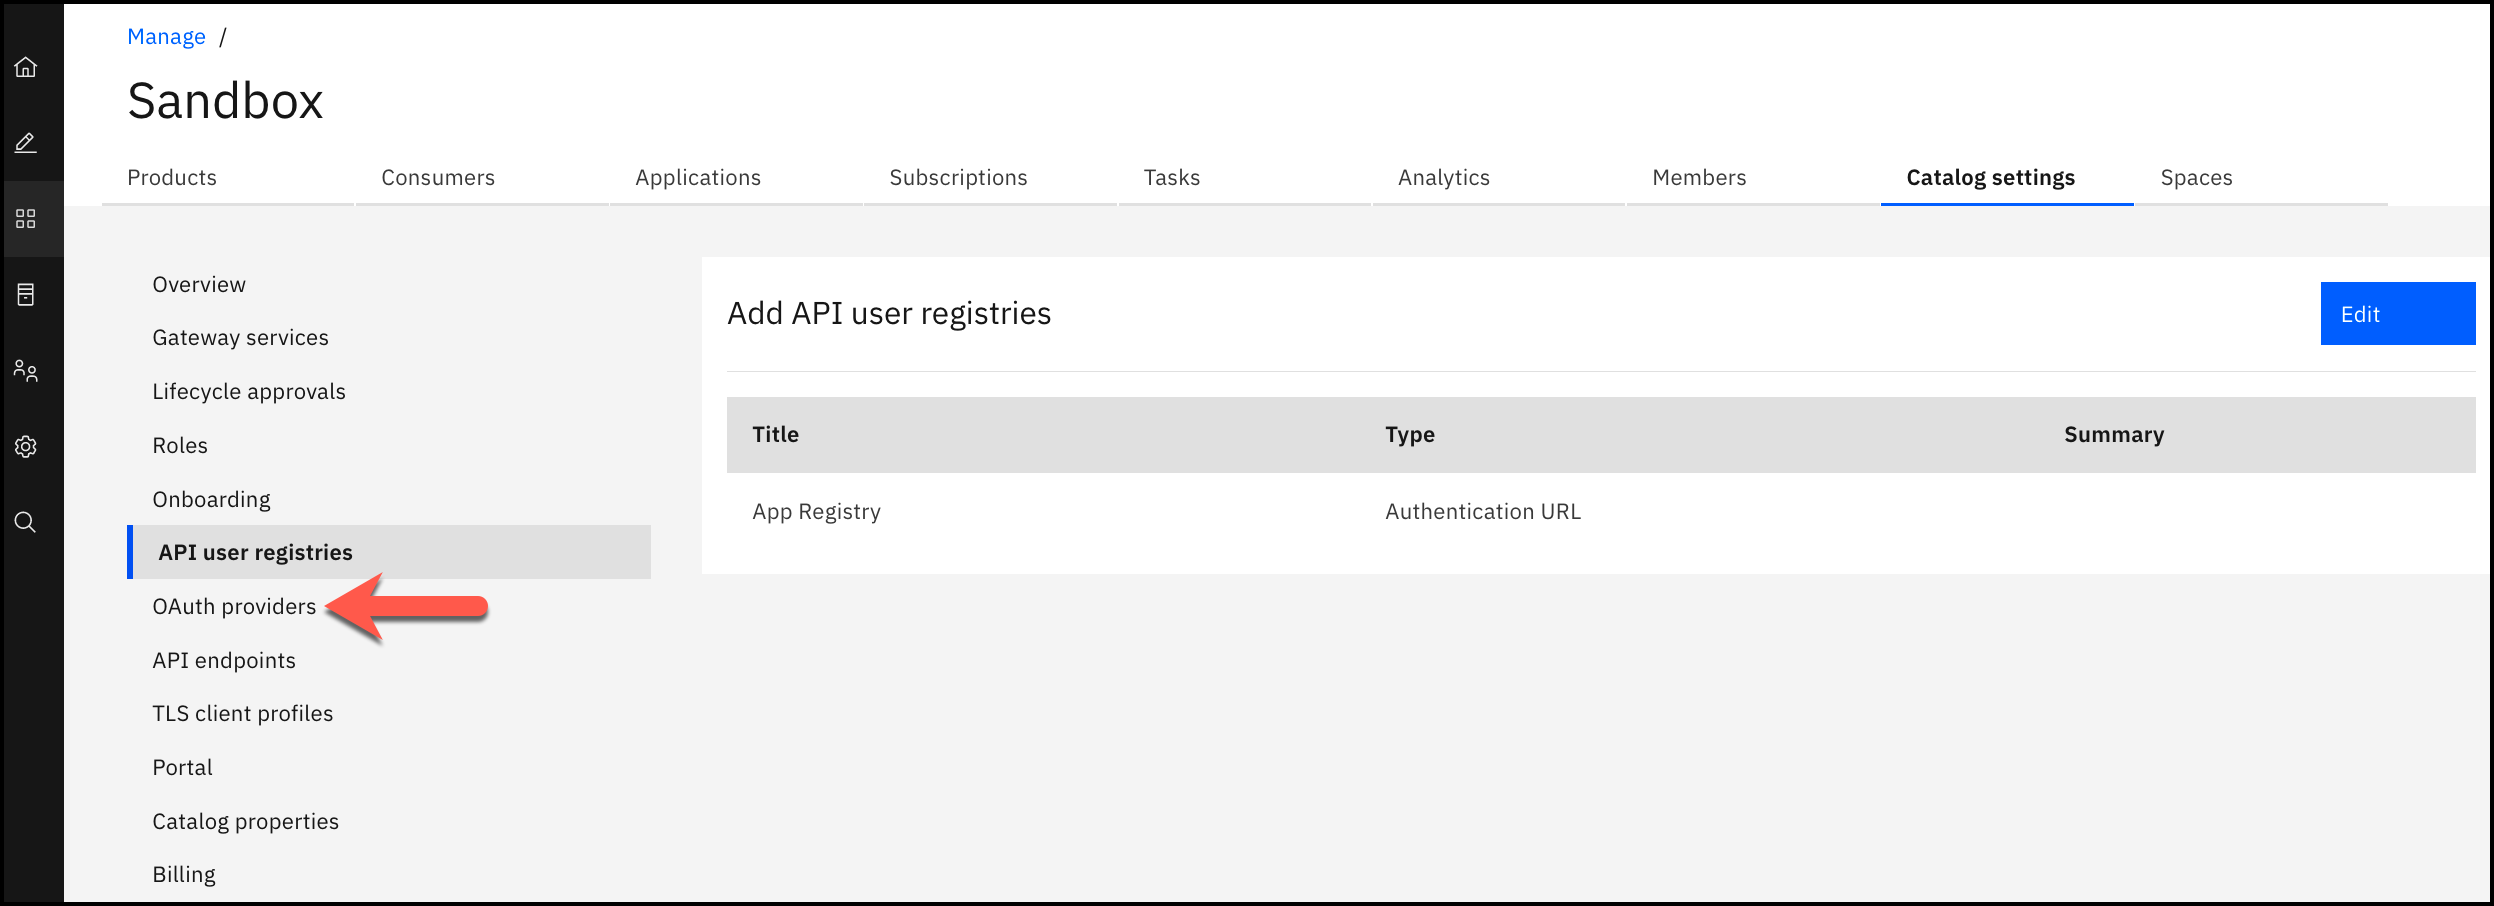 Manage /
Sandbox
Products Consumers Applications Subscriptions Tasks Analytics Members Catalog settings Spaces
Overview
Gateway services
Lifecycle approvals
Roles
Onboarding
API user registries
OAuth providers
API endpoints
TLS client profiles
Portal
Catalog properties
Billing
Add API user registries
Edit
Title Type Summary
App Registry Authentication URL